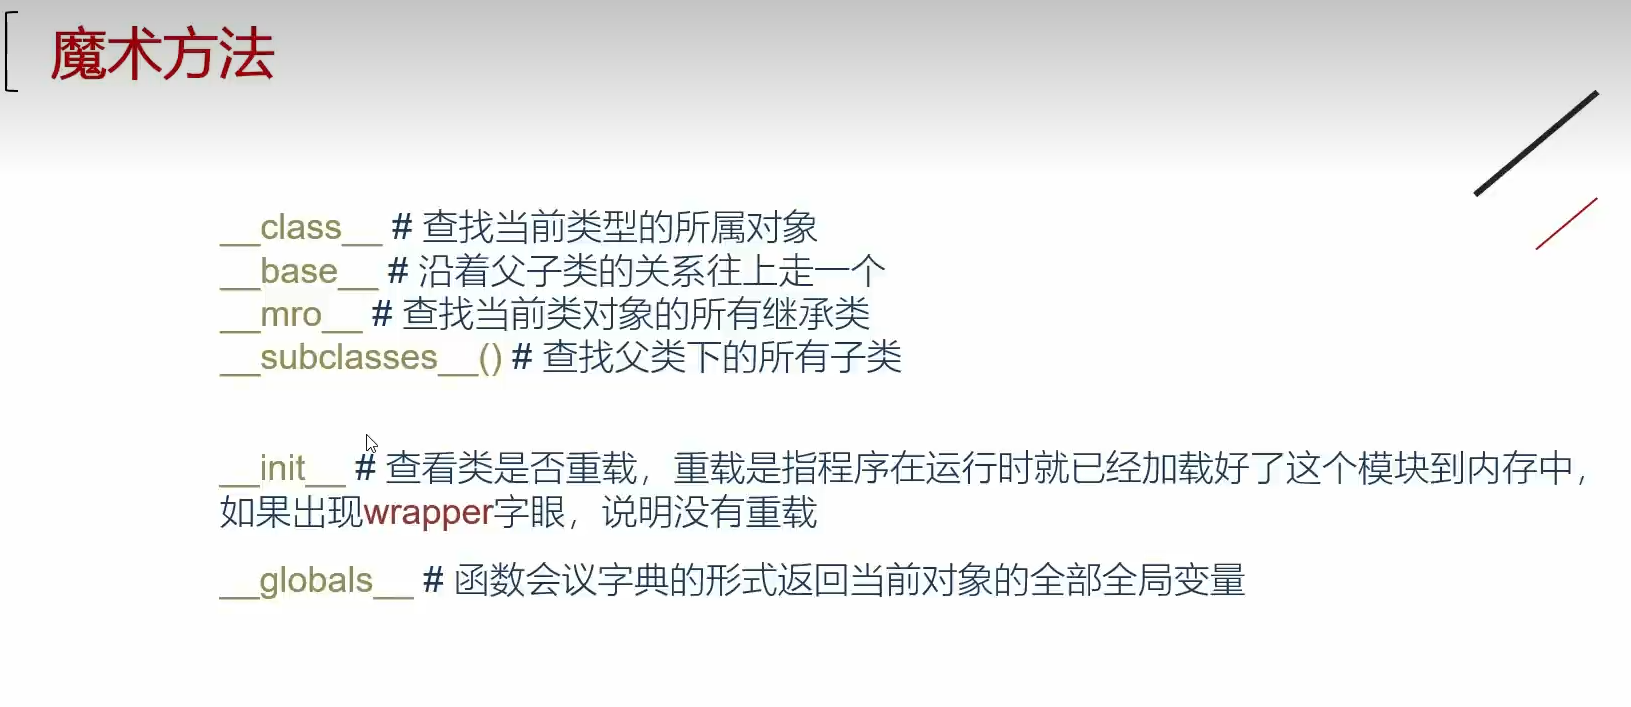 魔术方法
__class__ # 查找当前类型的所属对象
__base__ # 沿着父子类的关系往上走一个
__mro__ # 查找当前类对象的所有继承类
__subclasses__() # 查找父类下的所有子类
__init__ # 查看类是否重载，重载是指程序在运行时就已经加载好了这个模块到内存中，
如果出现wrapper字眼，说明没有重载
__globals__ # 函数会议字典的形式返回当前对象的全部全局变量